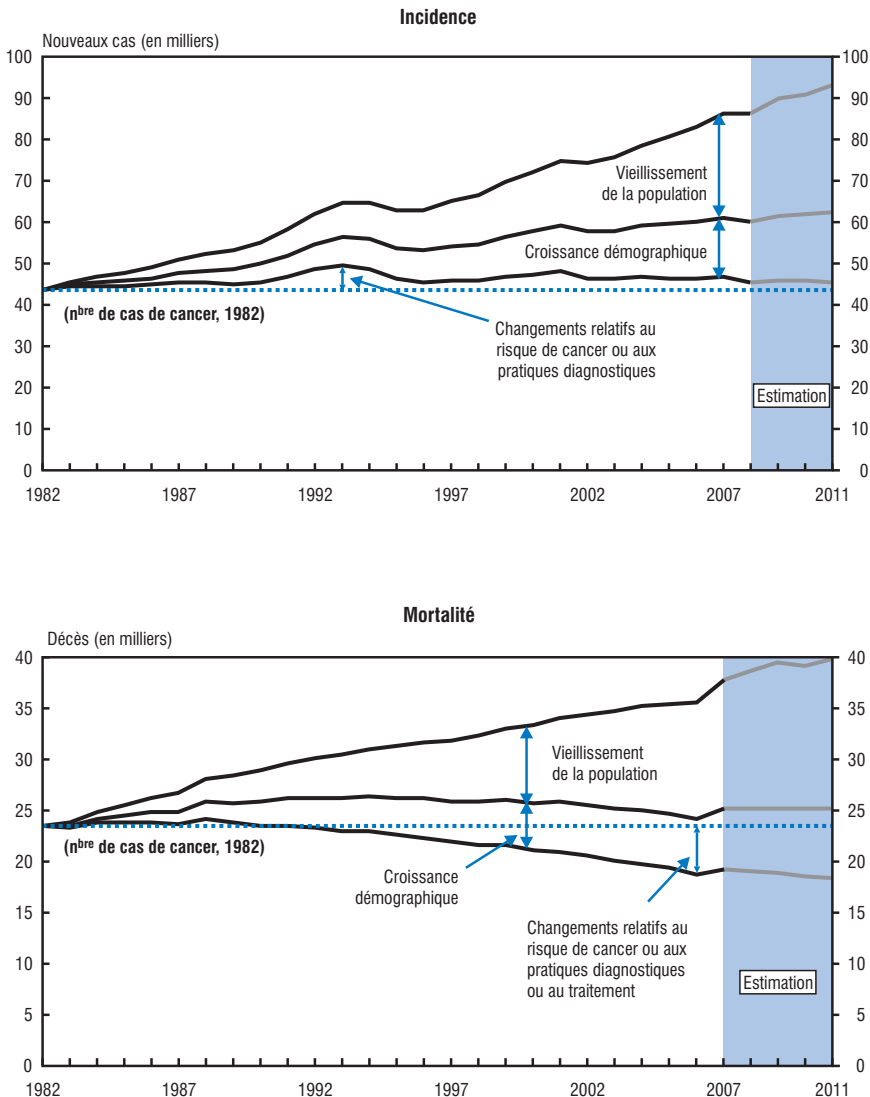 Incidence
Nouveaux cas (en milliers)
100
100
90
90
80
80
70
70
Vieillissement
de la population
60
60
Croissance démographique
50
50
40
40
(nbre de cas de cancer, 1982)
Changements relatifs au
risque de cancer ou aux
pratiques diagnostiques
30
30
20
20
Estimation
10
10
0
0
1982
1987
1992
1997
2002
2007
2011
Mortalité
Décès (en milliers)
40
40
35
35
30
30
Vieillissement
de la population
25
25
(nbre de cas de cancer, 1982)
20
20
Croissance
démographique
15
15
Changements relatifs au
risque de cancer ou aux
pratiques diagnostiques
ou au traitement
10
10
Estimation
5
5
0
0
1982
1987
1992
1997
2002
2007
2011